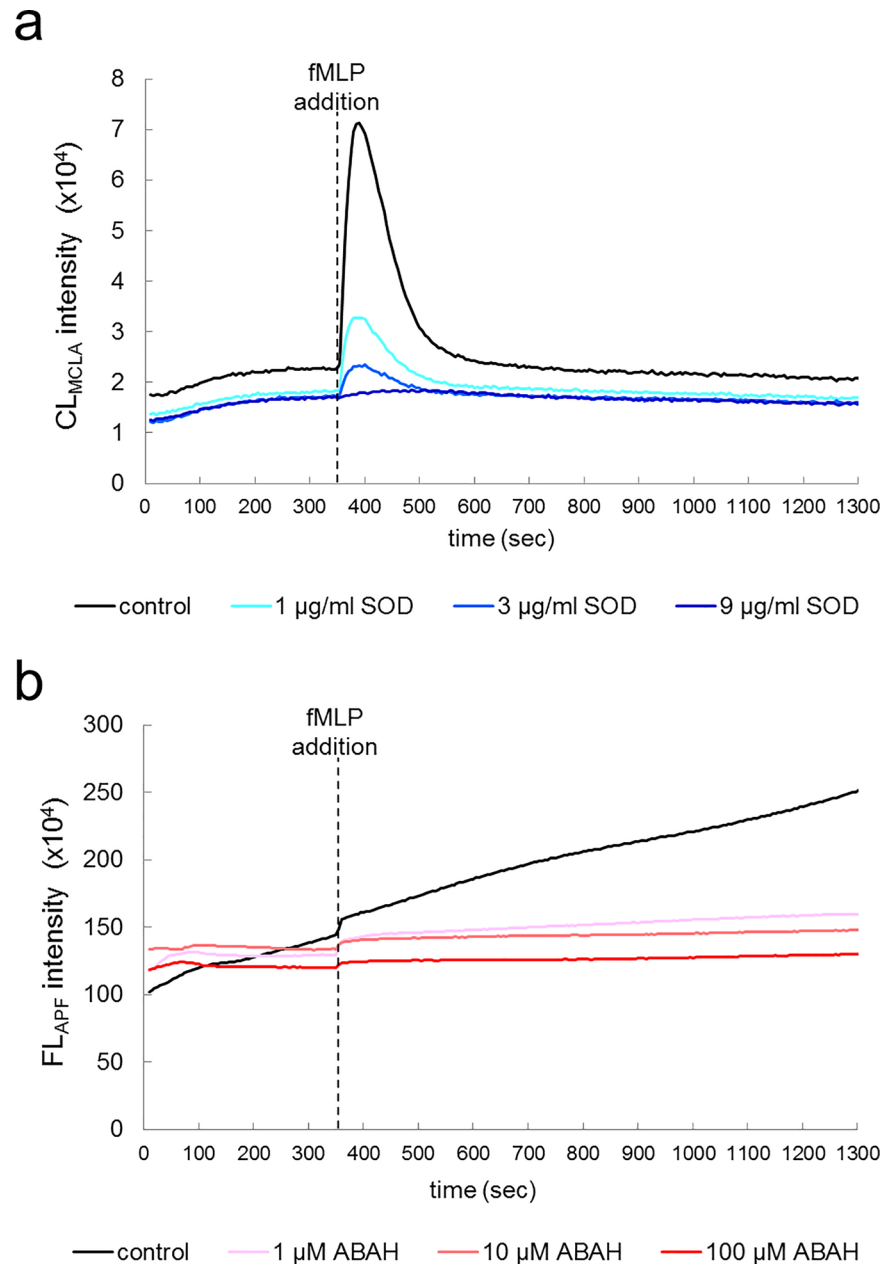 a
fMLP
addition
8
7
6
5
4
3
2
1
0
CL_MCLA intensity (x10⁴)
0 100 200 300 400 500 600 700 800 900 1000 1100 1200 1300
time (sec)
control 1 µg/ml SOD 3 µg/ml SOD 9 µg/ml SOD
b
fMLP
addition
300
250
200
150
100
50
0
FL_APF intensity (x10⁴)
0 100 200 300 400 500 600 700 800 900 1000 1100 1200 1300
time (sec)
control 1 µM ABAH 10 µM ABAH 100 µM ABAH